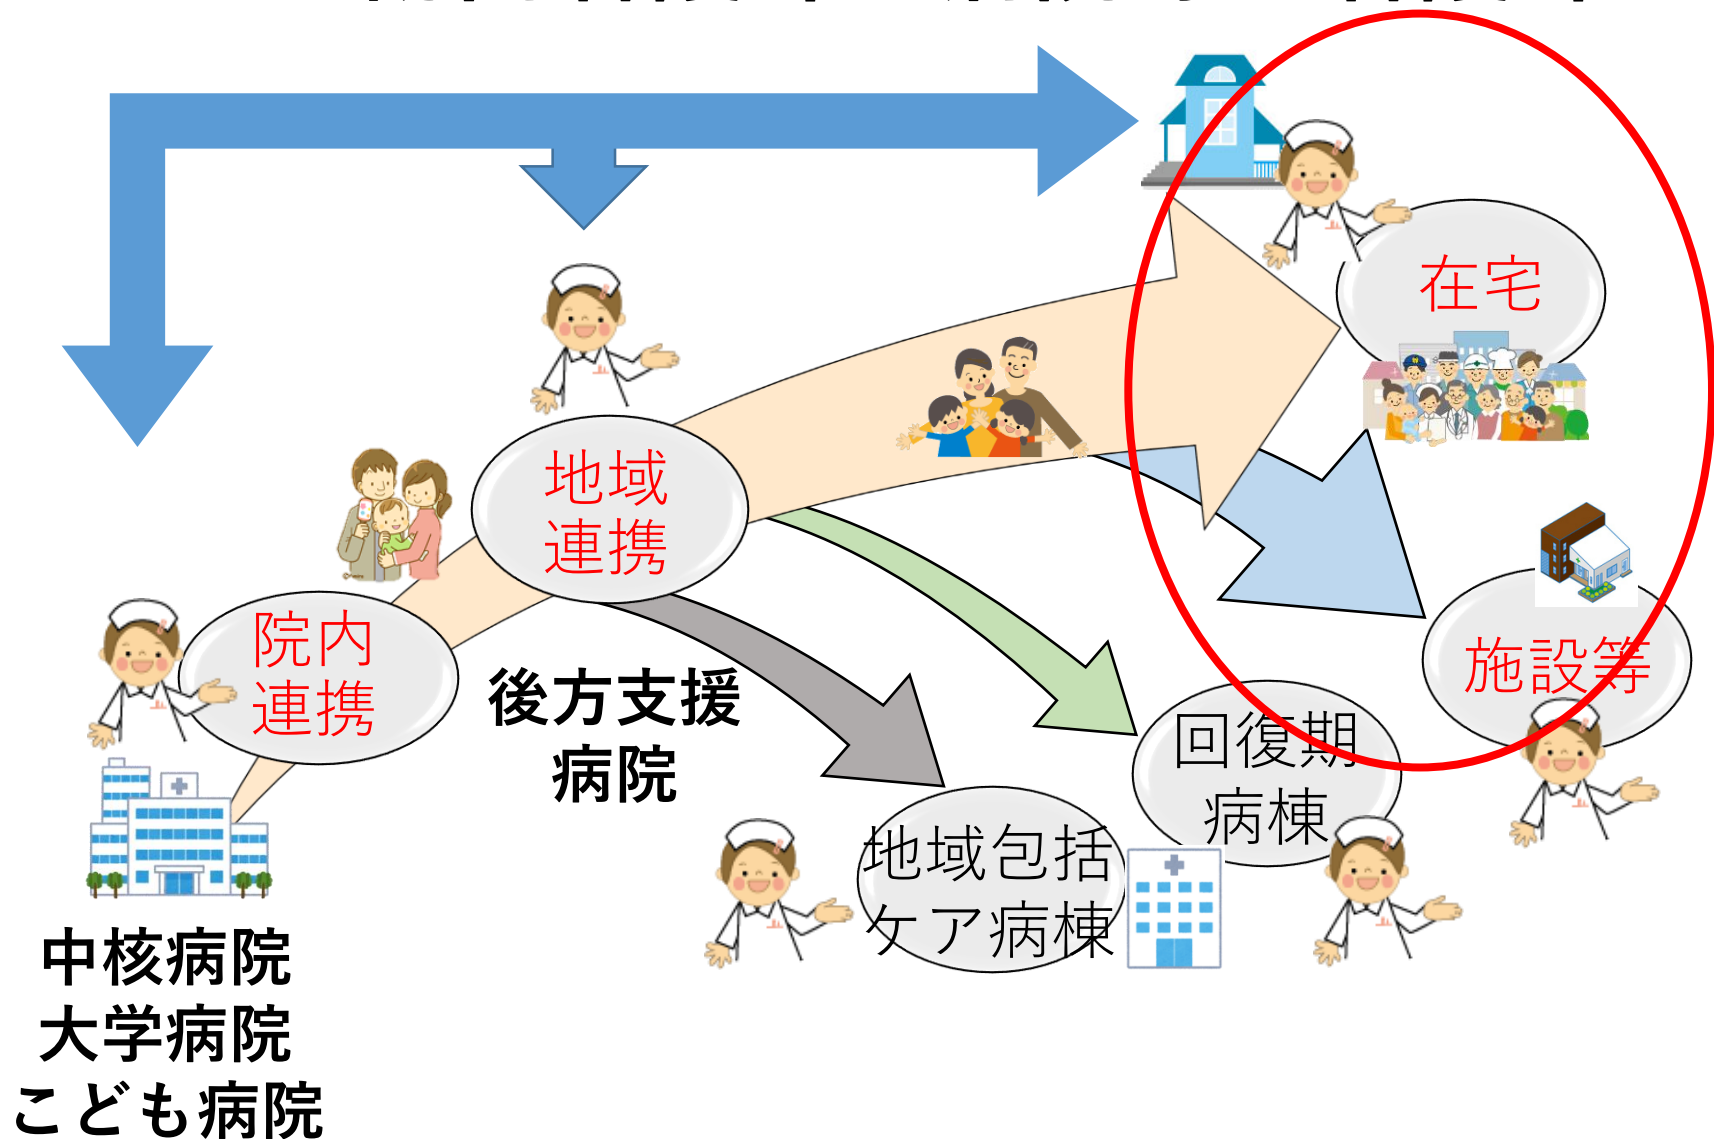 在宅
地域
連携
院内
連携
施設等
後方支援
病院
回復期
病棟
地域包括
ケア病棟
中核病院
大学病院
こども病院